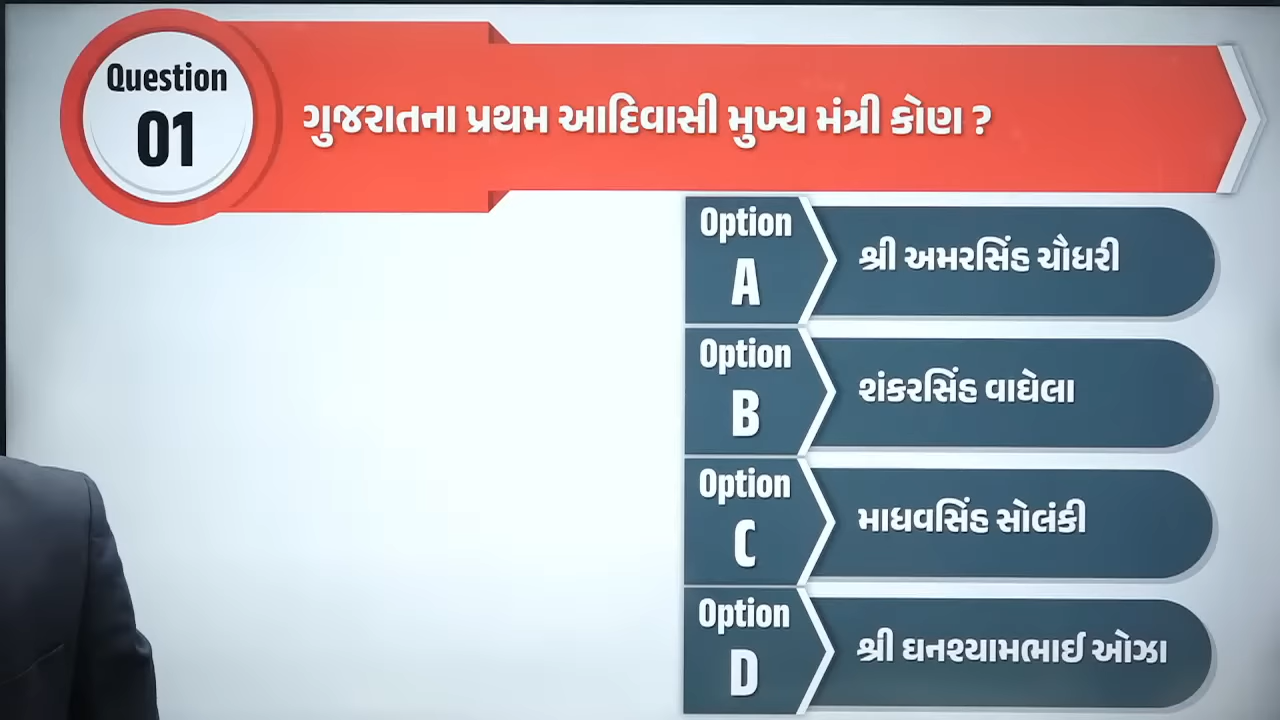 Question
01
ગુજરાતના પ્રથમ આદિવાસી મુખ્ય મંત્રી કોણ ?
Option
A
શ્રી અમરસિંહ ચૌધરી
Option
B
શંકરસિંહ વાઘેલા
Option
C
માધવસિંહ સોલંકી
Option
D
શ્રી ઘનશ્યામભાઈ ઓઝા